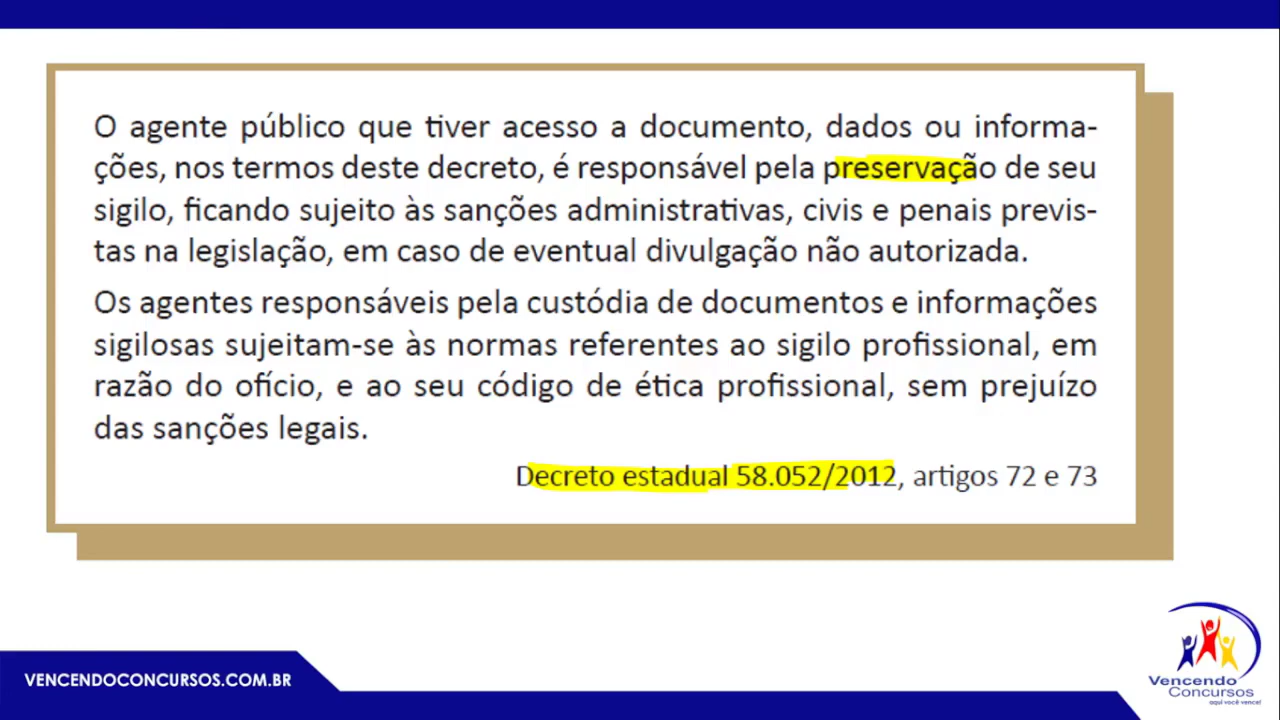 O agente público que tiver acesso a documento, dados ou informa-
ções, nos termos deste decreto, é responsável pela preservação de seu
sigilo, ficando sujeito às sanções administrativas, civis e penais previs-
tas na legislação, em caso de eventual divulgação não autorizada.
Os agentes responsáveis pela custódia de documentos e informações
sigilosas sujeitam-se às normas referentes ao sigilo profissional, em
razão do ofício, e ao seu código de ética profissional, sem prejuízo
das sanções legais.
Decreto estadual 58.052/2012, artigos 72 e 73
VENCENDOCONCURSOS.COM.BR
Vencendo
Concursos
aqui você vence!